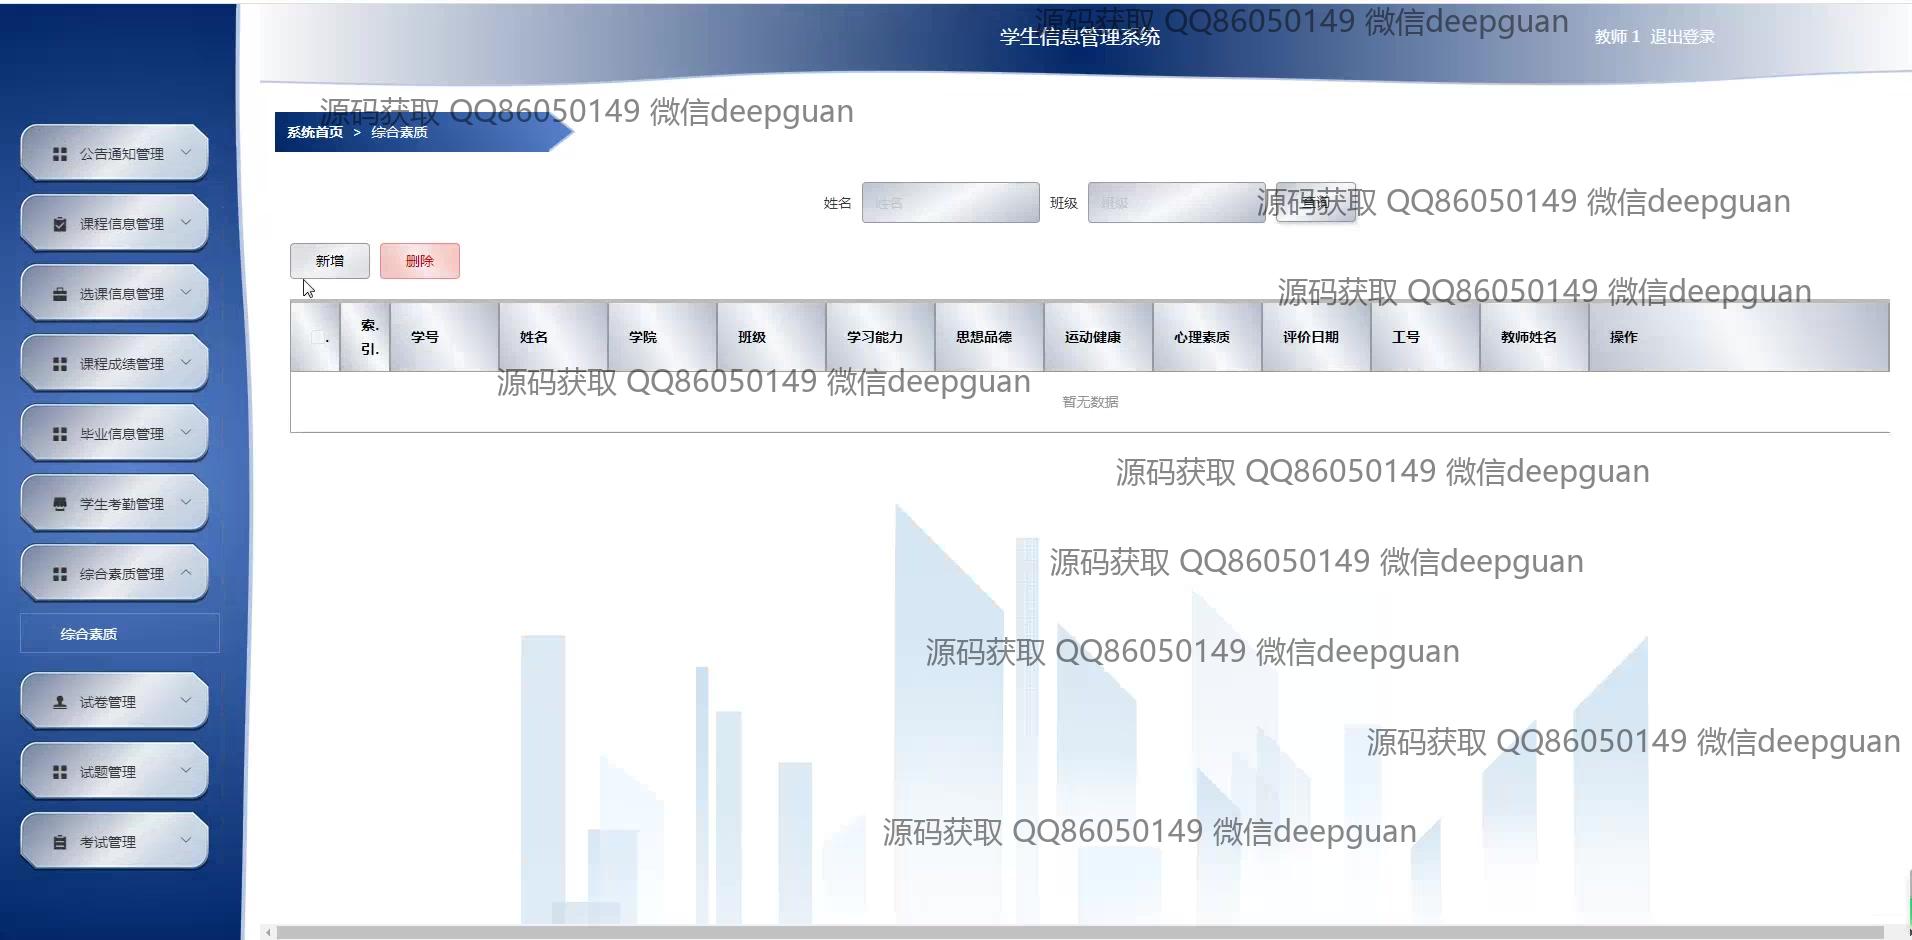 源码获取 QQ86050149 微信deepguan
学生信息管理系统
教师 1 退出登录
源码获取 QQ86050149 微信deepguan
系统首页 > 综合素质
公告通知管理
课程信息管理
选课信息管理
课程成绩管理
毕业信息管理
学生考勤管理
综合素质管理
综合素质
试卷管理
试题管理
考试管理
姓名 姓名 班级 班级 查询
源码获取 QQ86050149 微信deepguan
新增 删除
源码获取 QQ86050149 微信deepguan
索. 引. 学号 姓名 学院 班级 学习能力 思想品德 运动健康 心理素质 评价日期 工号 教师姓名 操作
源码获取 QQ86050149 微信deepguan
暂无数据
源码获取 QQ86050149 微信deepguan
源码获取 QQ86050149 微信deepguan
源码获取 QQ86050149 微信deepguan
源码获取 QQ86050149 微信deepguan
源码获取 QQ86050149 微信deepguan